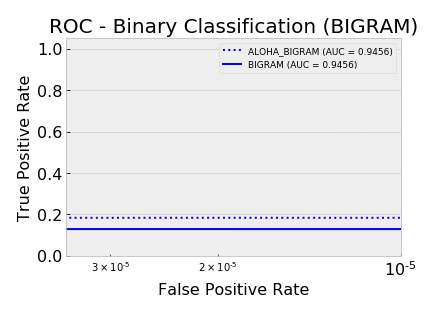 ROC - Binary Classification (BIGRAM)
ALOHA_BIGRAM (AUC = 0.9456)
BIGRAM (AUC = 0.9456)
True Positive Rate
1.0
0.8
0.6
0.4
0.2
0.0
3 × 10⁻⁵ 2 × 10⁻⁵ 10⁻⁵
False Positive Rate